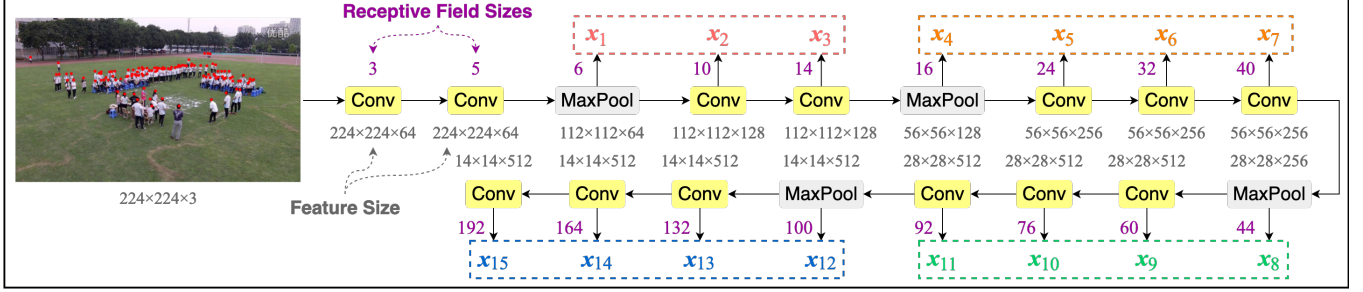 优酷
Receptive Field Sizes
x1 x2 x3 x4 x5 x6 x7
3 5 6 10 14 16 24 32 40
Conv Conv MaxPool Conv Conv MaxPool Conv Conv Conv
224×224×64 224×224×64 112×112×64 112×112×128 112×112×128 56×56×128 56×56×256 56×56×256 56×56×256
14×14×512 14×14×512 14×14×512 14×14×512 28×28×512 28×28×512 28×28×512 28×28×256
224×224×3
Conv Conv Conv MaxPool Conv Conv Conv MaxPool
Feature Size
192 164 132 100 92 76 60 44
x15 x14 x13 x12 x11 x10 x9 x8